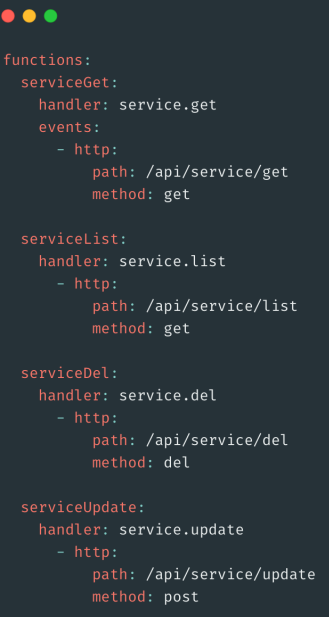 functions:
  serviceGet:
    handler: service.get
    events:
      - http:
          path: /api/service/get
          method: get

  serviceList:
    handler: service.list
      - http:
          path: /api/service/list
          method: get

  serviceDel:
    handler: service.del
      - http:
          path: /api/service/del
          method: del

  serviceUpdate:
    handler: service.update
      - http:
          path: /api/service/update
          method: post